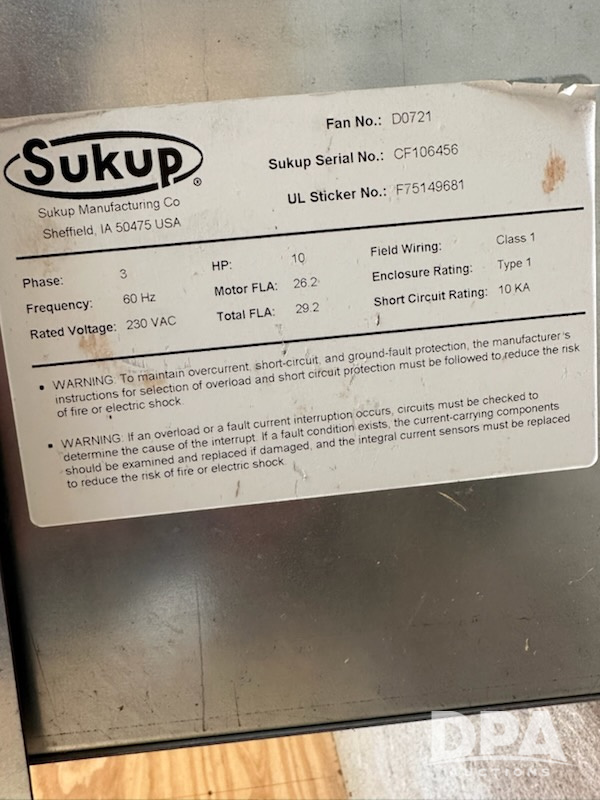 Sukup®
Sukup Manufacturing Co
Sheffield, IA 50475 USA
Fan No.: D0721
Sukup Serial No.: CF106456
UL Sticker No.: F75149681
Phase: 3
Frequency: 60 Hz
Rated Voltage: 230 VAC
HP: 10
Motor FLA: 26.2
Total FLA: 29.2
Field Wiring: Class 1
Enclosure Rating: Type 1
Short Circuit Rating: 10 KA
• WARNING: To maintain overcurrent, short-circuit, and ground-fault protection, the manufacturer's
instructions for selection of overload and short circuit protection must be followed to reduce the risk
of fire or electric shock.
• WARNING: If an overload or a fault current interruption occurs, circuits must be checked to
determine the cause of the interrupt. If a fault condition exists, the current-carrying components
should be examined and replaced if damaged, and the integral current sensors must be replaced
to reduce the risk of fire or electric shock.
DPA
AUCTIONS